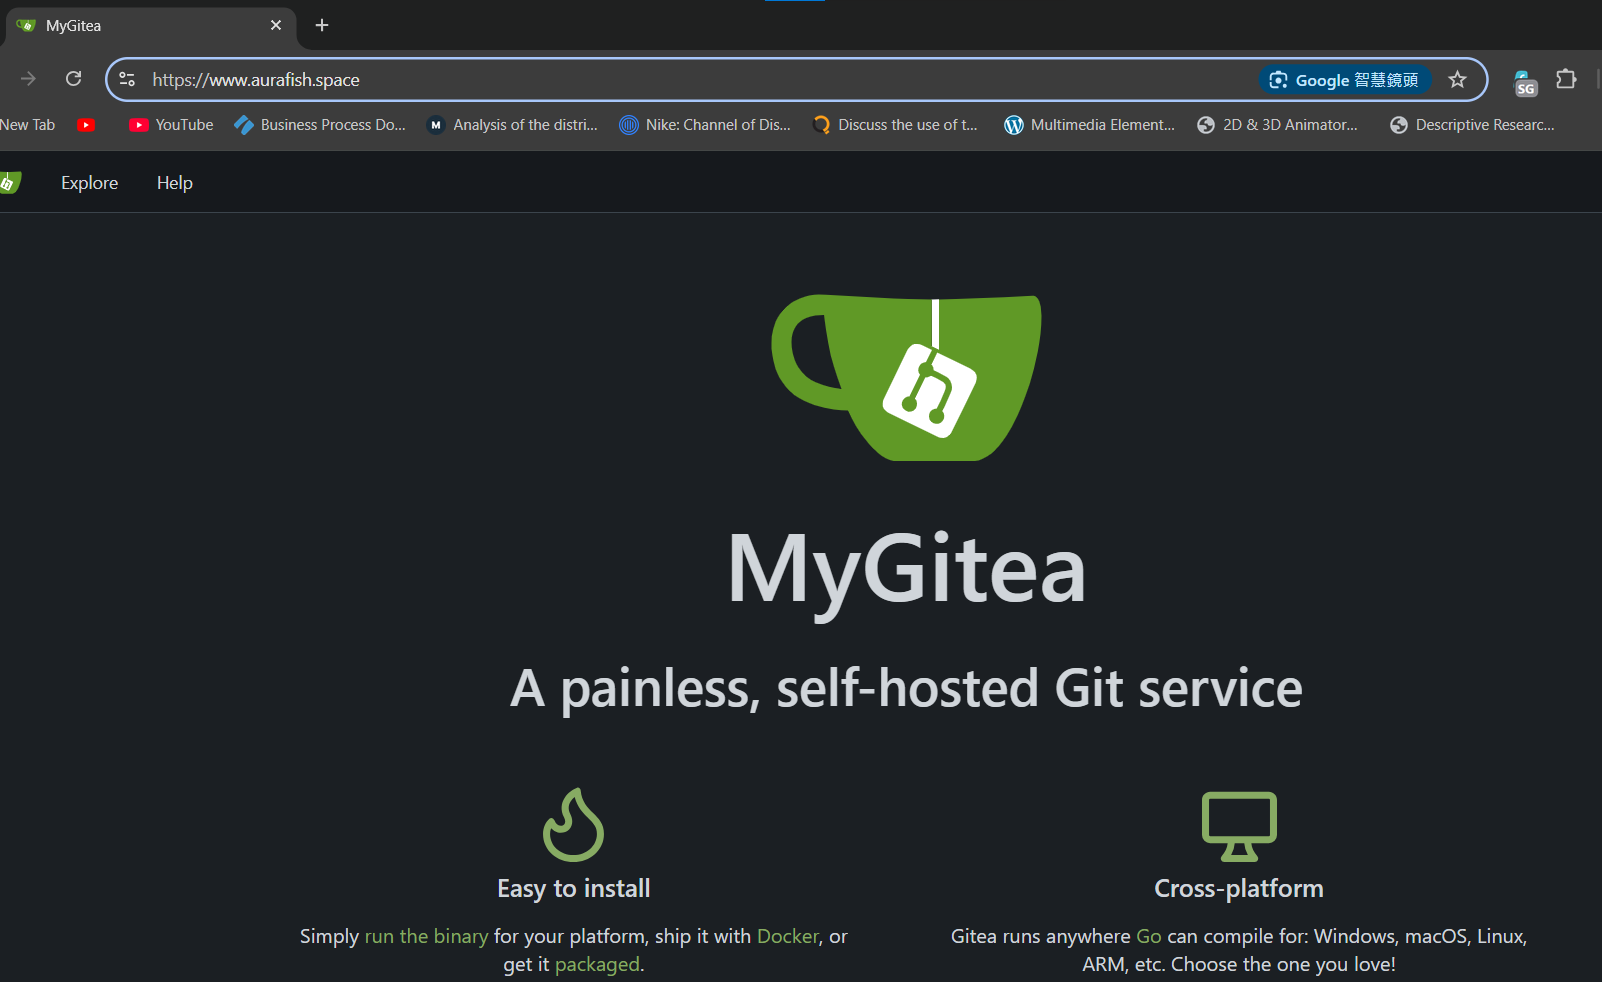 MyGitea
https://www.aurafish.space
Google 智慧鏡頭
SG
New Tab
YouTube
Business Process Do...
M
Analysis of the distri...
Nike: Channel of Dis...
Discuss the use of t...
Multimedia Element...
2D & 3D Animator...
Descriptive Researc...
Explore
Help
MyGitea
A painless, self-hosted Git service
Easy to install
Simply run the binary for your platform, ship it with Docker, or
get it packaged.
Cross-platform
Gitea runs anywhere Go can compile for: Windows, macOS, Linux,
ARM, etc. Choose the one you love!